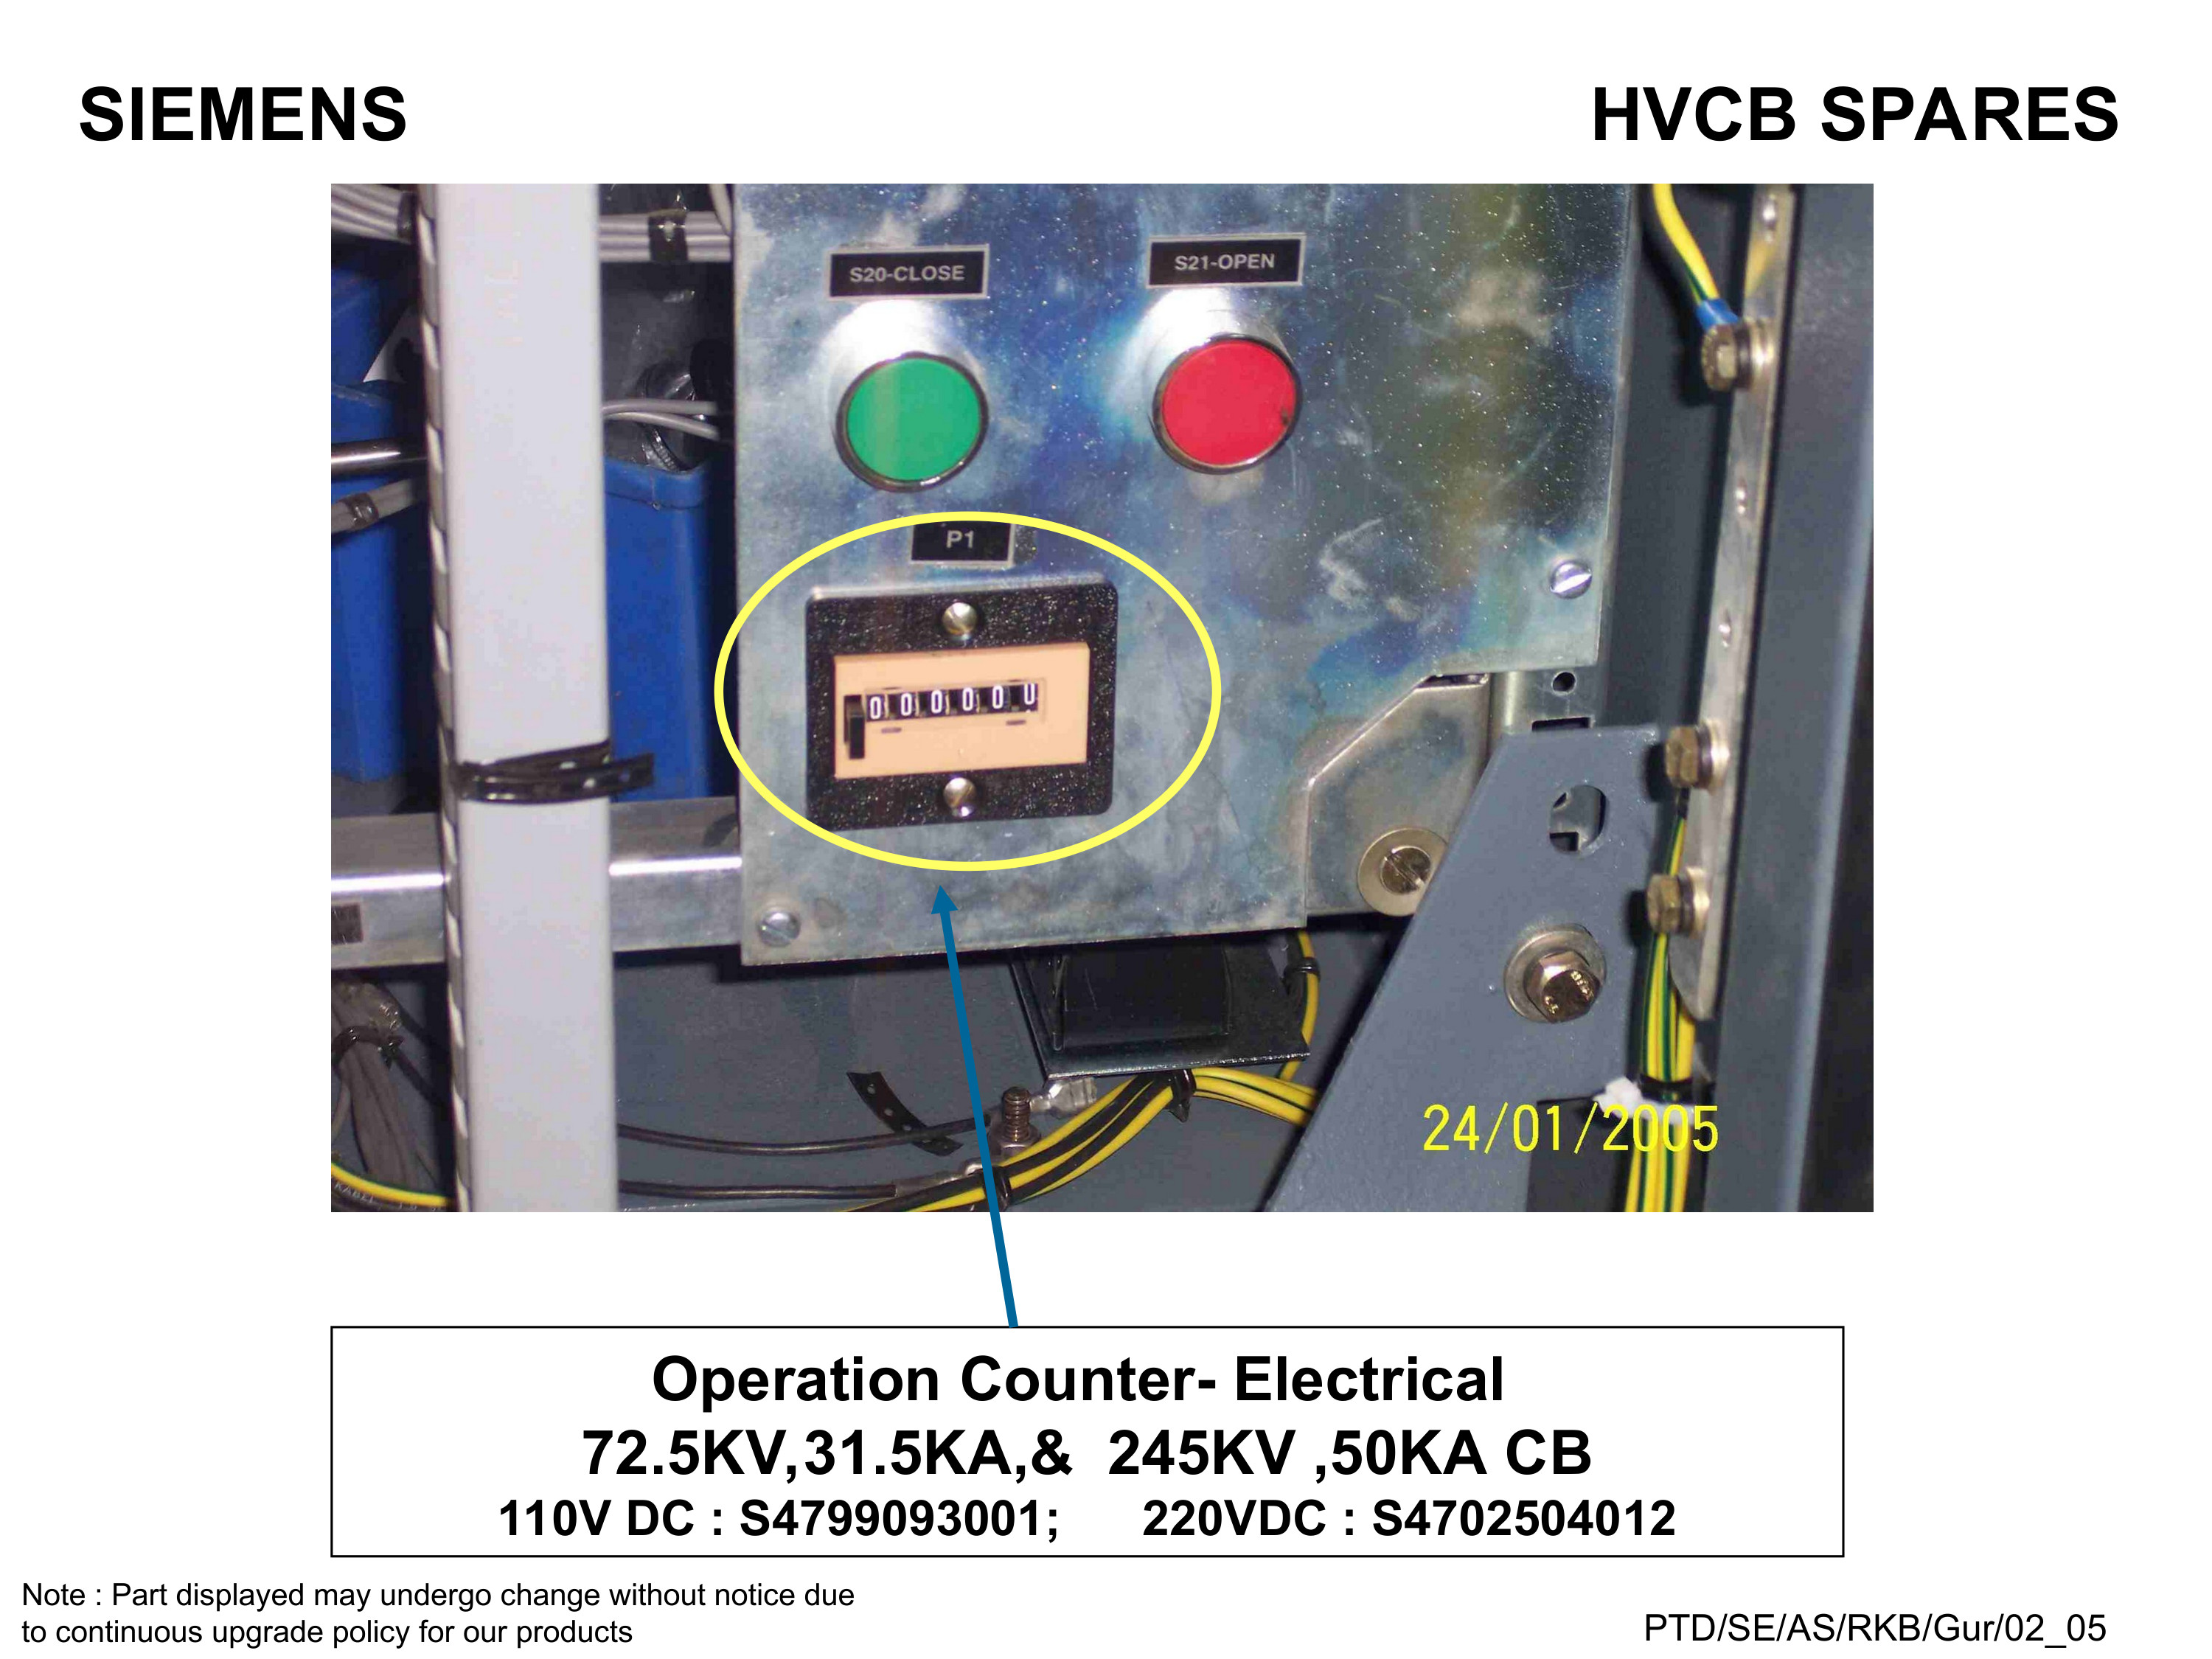 SIEMENS
HVCB SPARES
S20-CLOSE
S21-OPEN
P1
000000
24/01/2005
KABEL
Operation Counter- Electrical
72.5KV,31.5KA,& 245KV ,50KA CB
110V DC : S4799093001; 220VDC : S4702504012
Note : Part displayed may undergo change without notice due
to continuous upgrade policy for our products
PTD/SE/AS/RKB/Gur/02_05